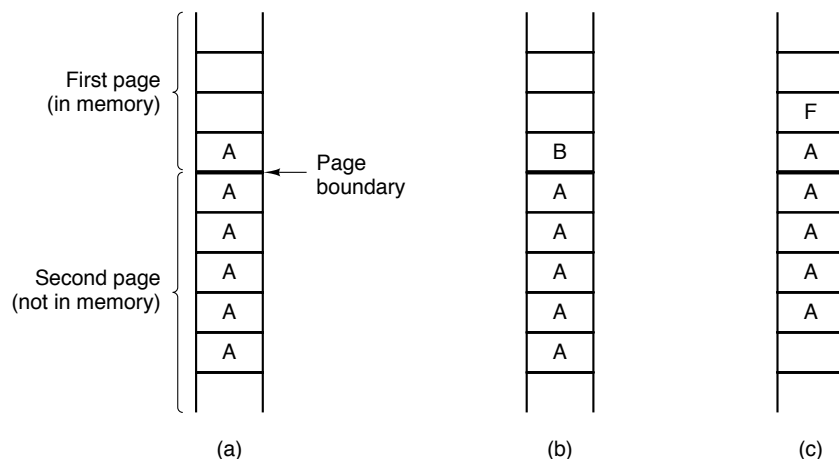 First page
(in memory)
Second page
(not in memory)
A
A
A
A
A
A
Page
boundary
(a)
B
A
A
A
A
A
(b)
F
A
A
A
A
A
(c)